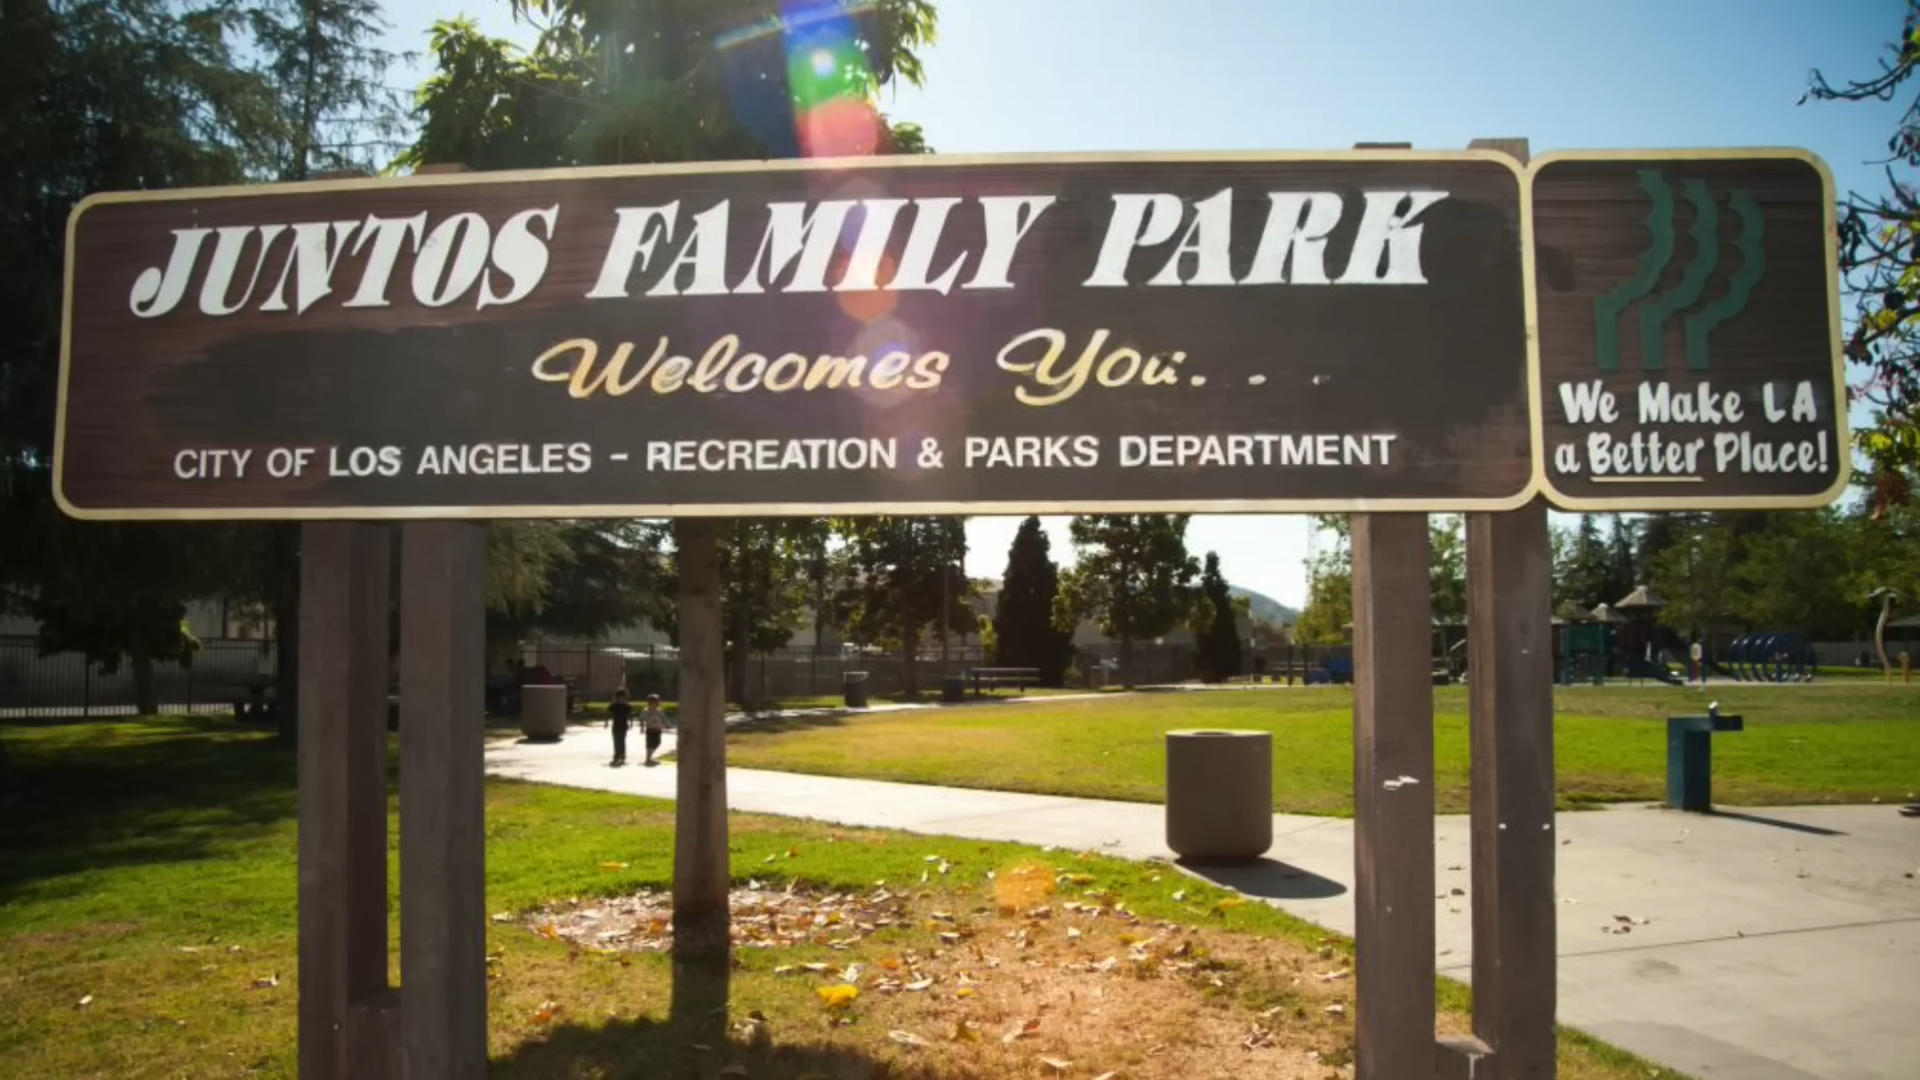 JUNTOS FAMILY PARK
Welcomes You. . .
CITY OF LOS ANGELES - RECREATION & PARKS DEPARTMENT
We Make LA
a Better Place!